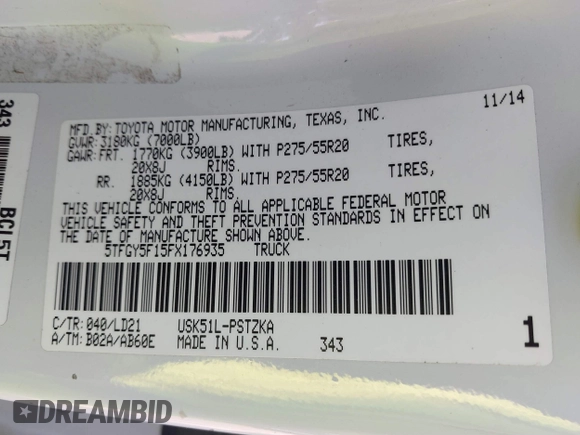 343
BCL5T
MFD.BY: TOYOTA MOTOR MANUFACTURING, TEXAS, INC. 11/14
GVWR: 3180KG (7000LB)
GAWR: FRT. 1770KG (3900LB) WITH P275/55R20 TIRES,
20X8J RIMS.
RR. 1885KG (4150LB) WITH P275/55R20 TIRES,
20X8J RIMS.
THIS VEHICLE CONFORMS TO ALL APPLICABLE FEDERAL MOTOR
VEHICLE SAFETY AND THEFT PREVENTION STANDARDS IN EFFECT ON
THE DATE OF MANUFACTURE SHOWN ABOVE.
5TFGY5F15FX176935 TRUCK
C/TR: 040/LD21 USK51L-PSTZKA
A/TM: B02A/AB60E MADE IN U.S.A. 343 1
DREAMBID